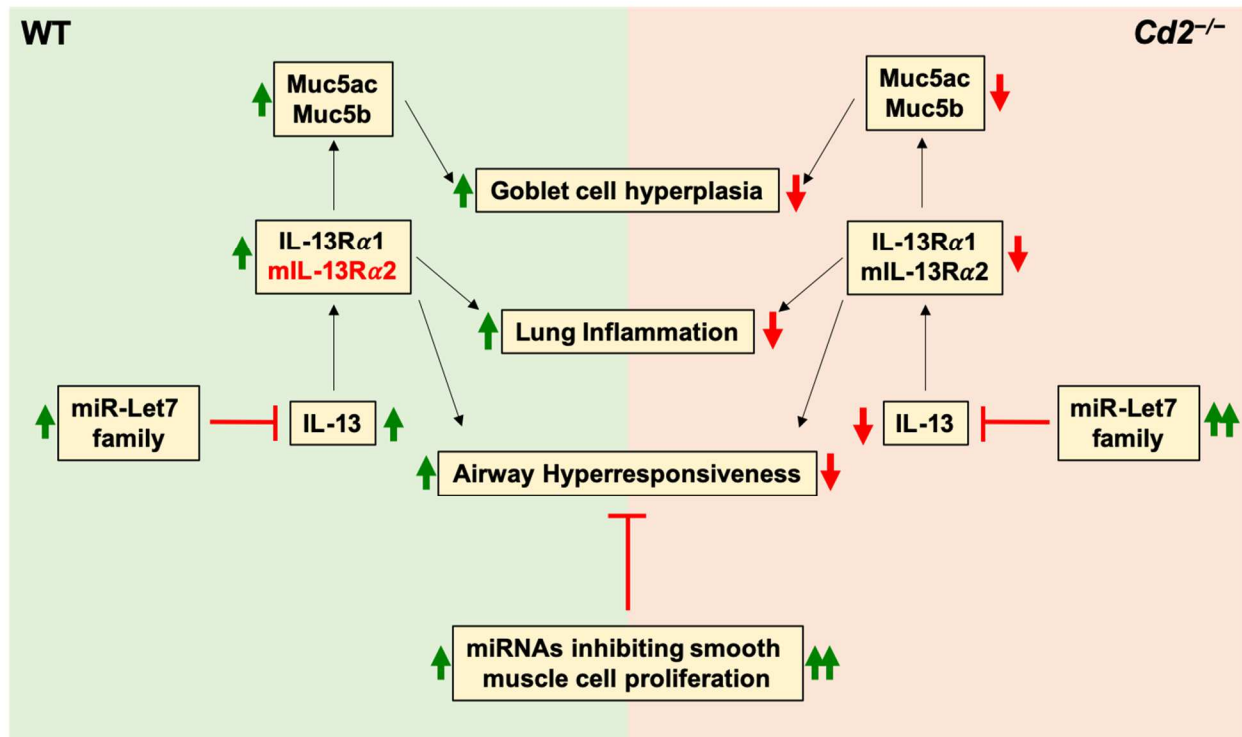 WT
Cd2–/–
Muc5ac
Muc5b
Muc5ac
Muc5b
Goblet cell hyperplasia
IL-13Rα1
mIL-13Rα2
IL-13Rα1
mIL-13Rα2
Lung Inflammation
miR-Let7
family
IL-13
IL-13
miR-Let7
family
Airway Hyperresponsiveness
miRNAs inhibiting smooth
muscle cell proliferation